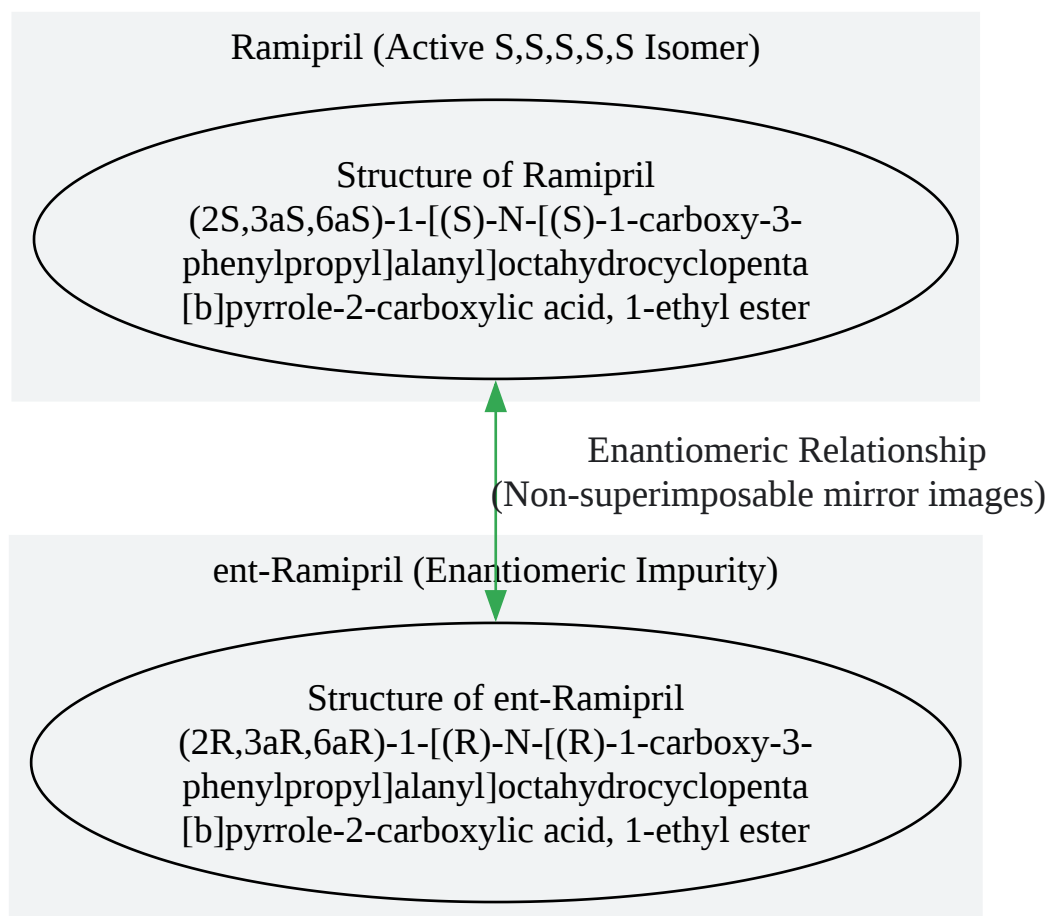 Ramipril (Active S,S,S,S,S Isomer)
Structure of Ramipril
(2S,3aS,6aS)-1-[(S)-N-[(S)-1-carboxy-3-
phenylpropyl]alanyl]octahydrocyclopenta
[b]pyrrole-2-carboxylic acid, 1-ethyl ester
Enantiomeric Relationship
(Non-superimposable mirror images)
ent-Ramipril (Enantiomeric Impurity)
Structure of ent-Ramipril
(2R,3aR,6aR)-1-[(R)-N-[(R)-1-carboxy-3-
phenylpropyl]alanyl]octahydrocyclopenta
[b]pyrrole-2-carboxylic acid, 1-ethyl ester